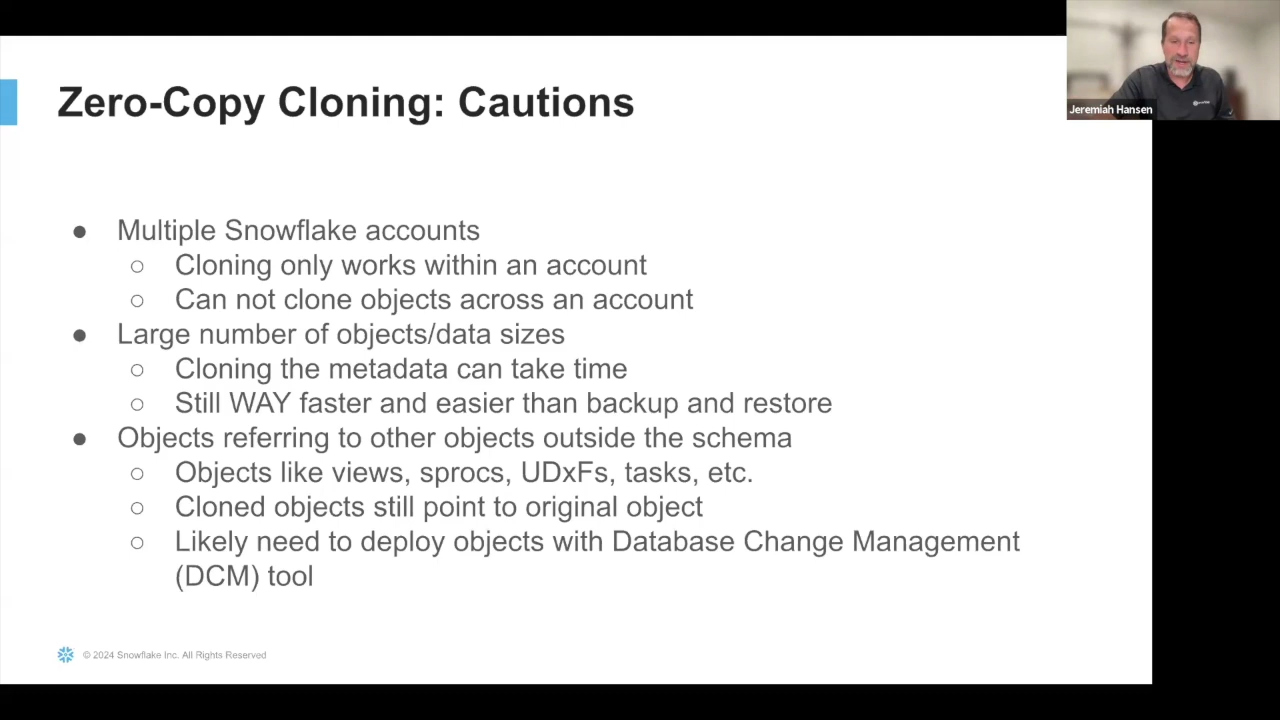 Zero-Copy Cloning: Cautions
Jeremiah Hansen
● Multiple Snowflake accounts
○ Cloning only works within an account
○ Can not clone objects across an account
● Large number of objects/data sizes
○ Cloning the metadata can take time
○ Still WAY faster and easier than backup and restore
● Objects referring to other objects outside the schema
○ Objects like views, sprocs, UDxFs, tasks, etc.
○ Cloned objects still point to original object
○ Likely need to deploy objects with Database Change Management
(DCM) tool
© 2024 Snowflake Inc. All Rights Reserved